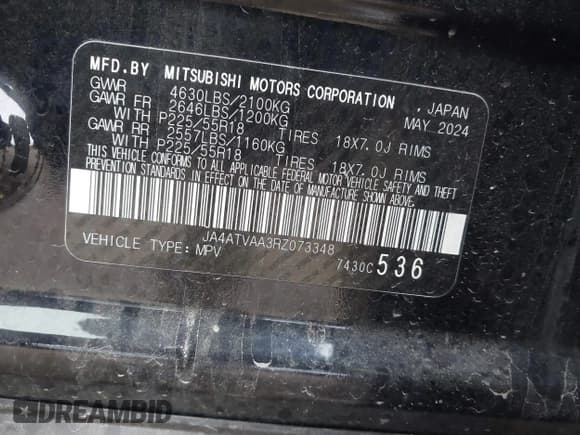 MFD.BY MITSUBISHI MOTORS CORPORATION , JAPAN
GVWR 4630LBS/2100KG MAY 2024
GAWR FR 2646LBS/1200KG
WITH P225/55R18 TIRES 18X7.0J RIMS
GAWR RR 2557LBS/1160KG
WITH P225/55R18 TIRES 18X7.0J RIMS
THIS VEHICLE CONFORMS TO ALL APPLICABLE FEDERAL MOTOR VEHICLE SAFETY AND THEFT
PREVENTION STANDARDS IN EFFECT ON THE DATE OF MANUFACTURE SHOWN ABOVE.
JA4ATVAA3RZ073348
VEHICLE TYPE: MPV 7430C 536
DREAMBID